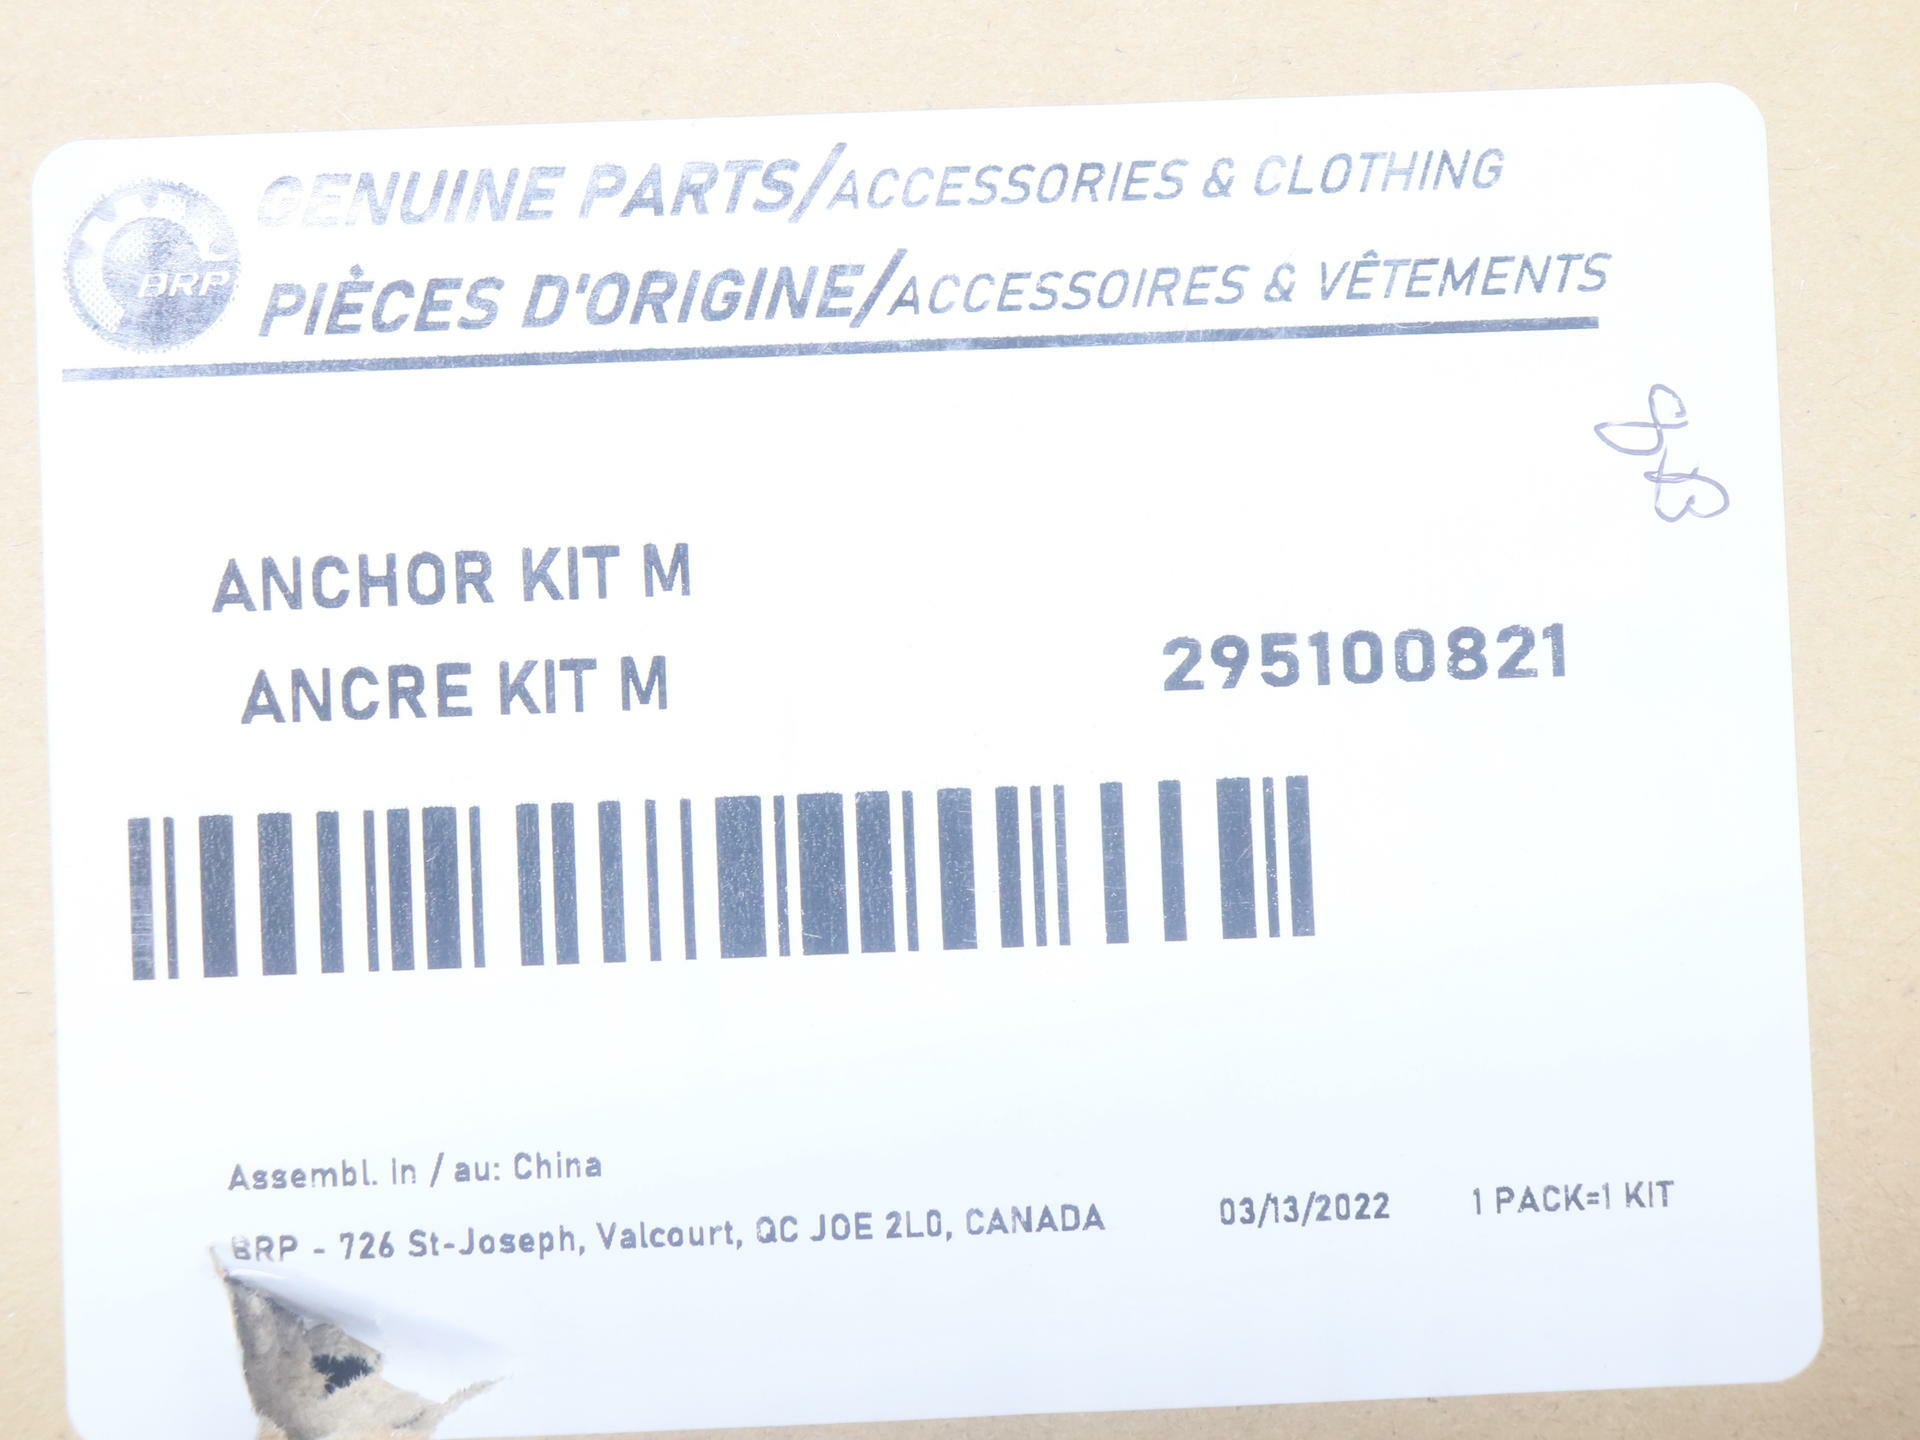 BRP
GENUINE PARTS/ACCESSORIES & CLOTHING
PIÈCES D'ORIGINE/ACCESSOIRES & VÊTEMENTS
ANCHOR KIT M
ANCRE KIT M
295100821
Assembl. In / au: China
BRP - 726 St-Joseph, Valcourt, QC JOE 2L0, CANADA
03/13/2022
1 PACK=1 KIT